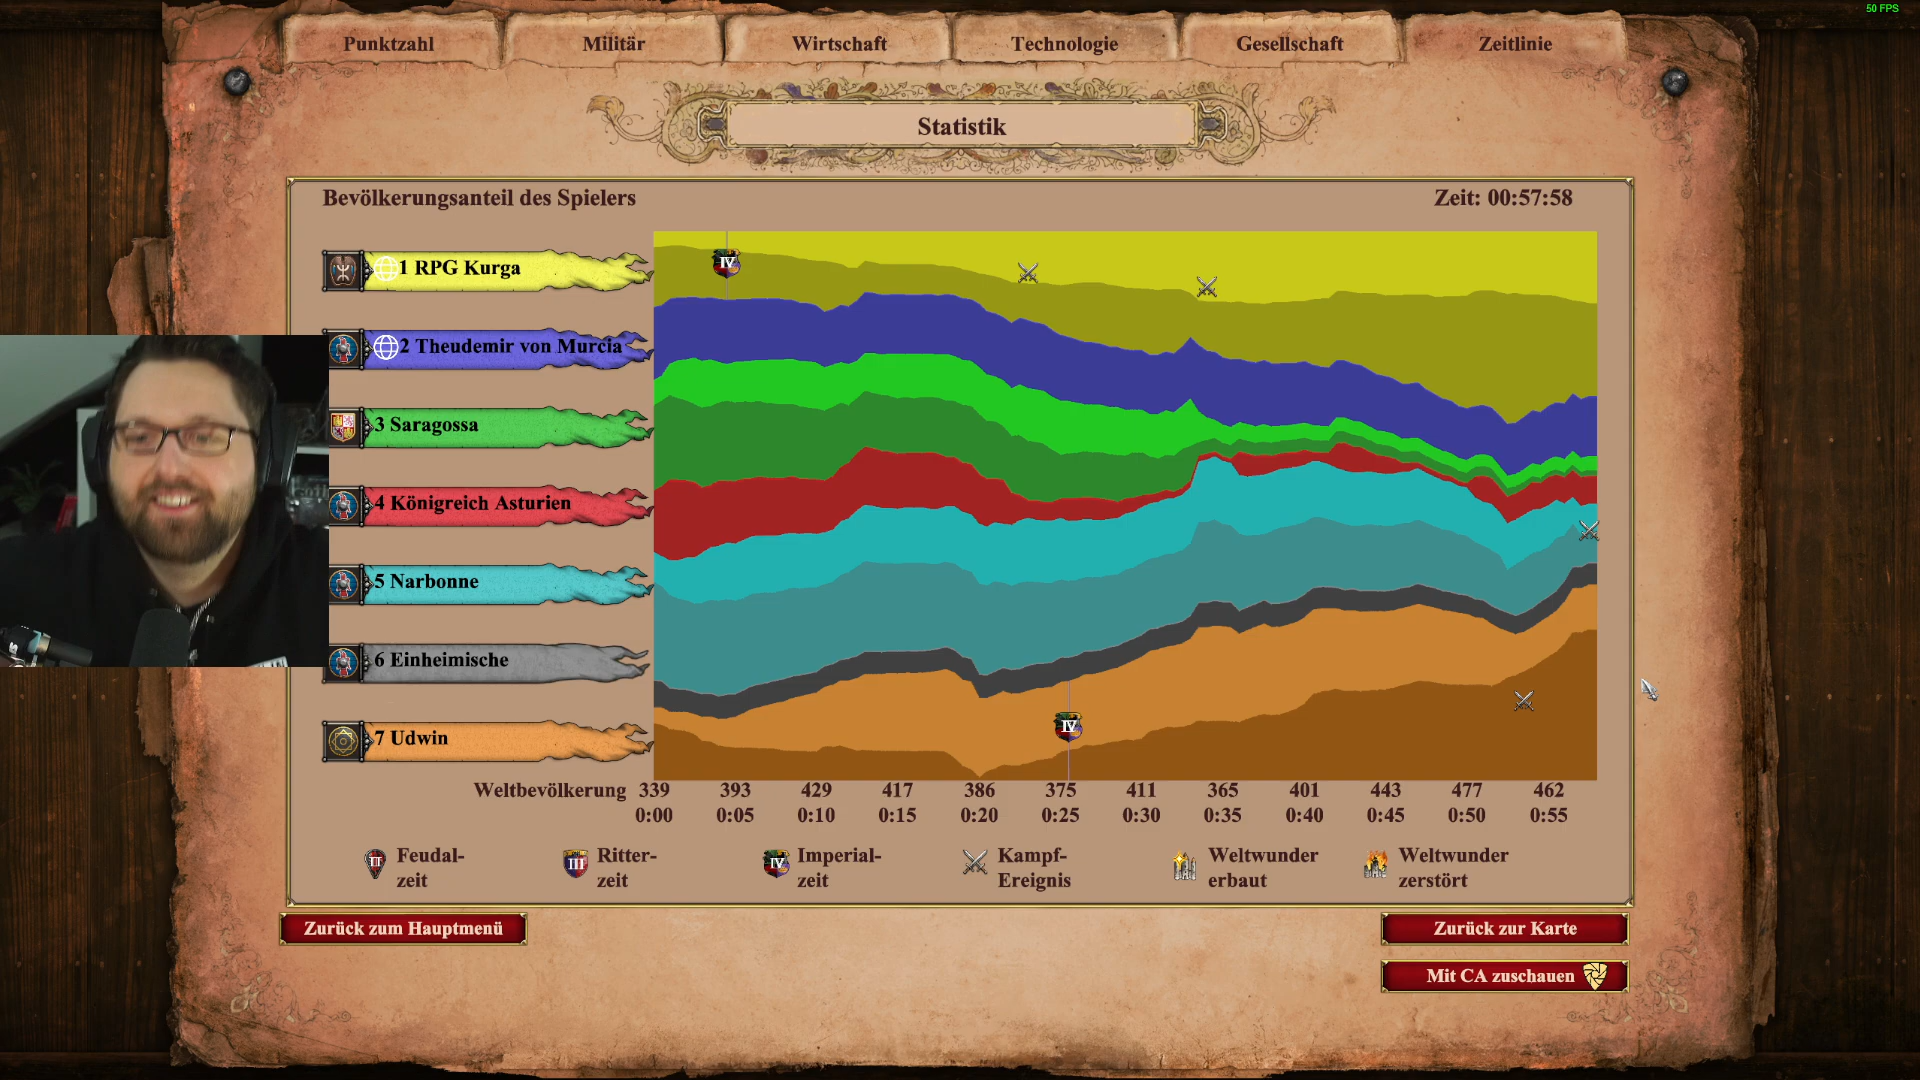 50 FPS
Punktzahl
Militär
Wirtschaft
Technologie
Gesellschaft
Zeitlinie
Statistik
Bevölkerungsanteil des Spielers
Zeit: 00:57:58
1 RPG Kurga
2 Theudemir von Murcia
3 Saragossa
4 Königreich Asturien
5 Narbonne
6 Einheimische
7 Udwin
IV
IV
Weltbevölkerung 339 393 429 417 386 375 411 365 401 443 477 462
0:00 0:05 0:10 0:15 0:20 0:25 0:30 0:35 0:40 0:45 0:50 0:55
II Feudal-
zeit
III Ritter-
zeit
IV Imperial-
zeit
Kampf-
Ereignis
Weltwunder
erbaut
Weltwunder
zerstört
Zurück zum Hauptmenü
Zurück zur Karte
Mit CA zuschauen